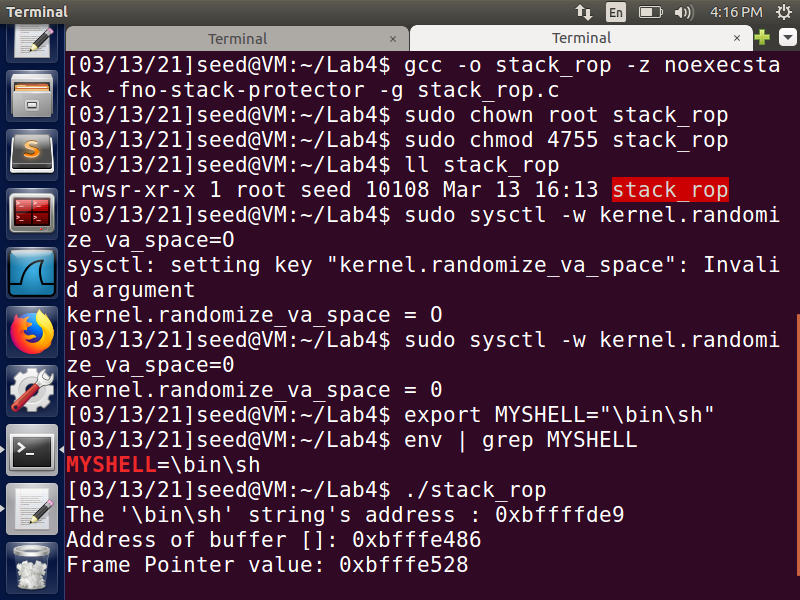 Terminal
En
4:16 PM
Terminal
×
Terminal
×
[03/13/21]seed@VM:~/Lab4$ gcc -o stack_rop -z noexecsta
ck -fno-stack-protector -g stack_rop.c
[03/13/21]seed@VM:~/Lab4$ sudo chown root stack_rop
[03/13/21]seed@VM:~/Lab4$ sudo chmod 4755 stack_rop
[03/13/21]seed@VM:~/Lab4$ ll stack_rop
-rwsr-xr-x 1 root seed 10108 Mar 13 16:13 stack_rop
[03/13/21]seed@VM:~/Lab4$ sudo sysctl -w kernel.randomi
ze_va_space=O
sysctl: setting key "kernel.randomize_va_space": Invali
d argument
kernel.randomize_va_space = O
[03/13/21]seed@VM:~/Lab4$ sudo sysctl -w kernel.randomi
ze_va_space=0
kernel.randomize_va_space = 0
[03/13/21]seed@VM:~/Lab4$ export MYSHELL="\bin\sh"
[03/13/21]seed@VM:~/Lab4$ env | grep MYSHELL
MYSHELL=\bin\sh
[03/13/21]seed@VM:~/Lab4$ ./stack_rop
The '\bin\sh' string's address : 0xbffffde9
Address of buffer []: 0xbfffe486
Frame Pointer value: 0xbfffe528